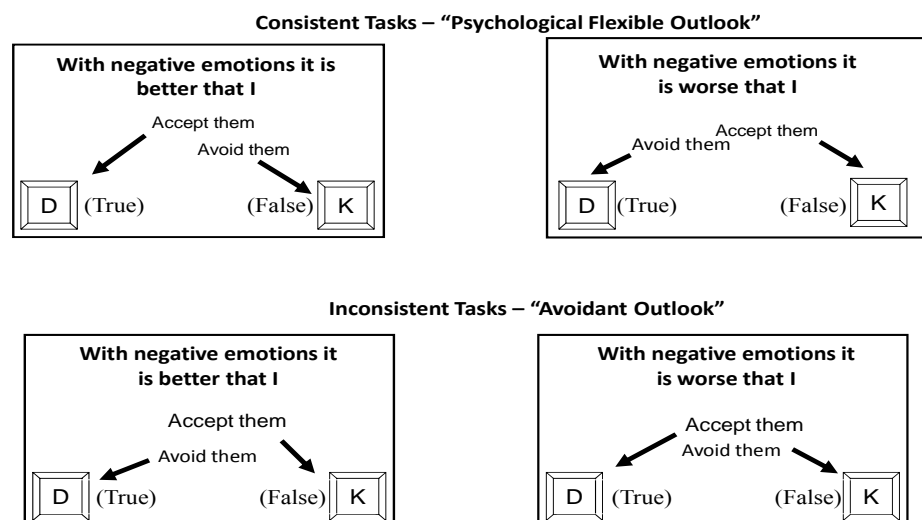 Consistent Tasks – “Psychological Flexible Outlook”
With negative emotions it is
better that I
Accept them
Avoid them
D (True) (False) K
With negative emotions it
is worse that I
Avoid them Accept them
D (True) (False) K
Inconsistent Tasks – “Avoidant Outlook”
With negative emotions it
is better that I
Accept them
Avoid them
D (True) (False) K
With negative emotions it
is worse that I
Accept them
Avoid them
D (True) (False) K